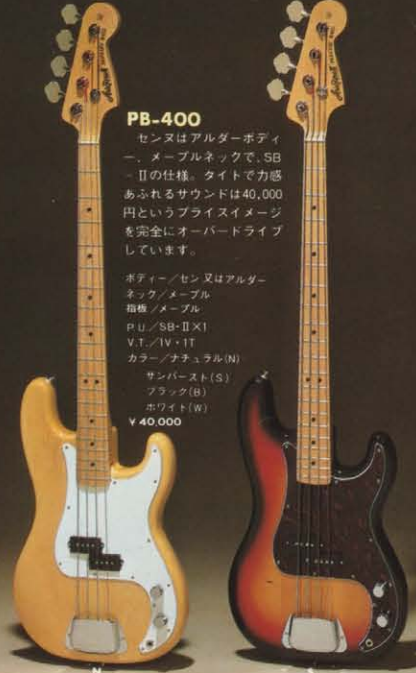 PB-400
センヌはアルダーボディ
ー、メープルネックで、SB
-IIの仕様。タイトで力感
あふれるサウンドは40,000
円というプライスイメージ
を完全にオーバードライブ
しています。
ボディー/セン又はアルダー
ネック/メープル
指板/メープル
P.U./SB-II×1
V.T./1V・1T
カラー/ナチュラル(N)
サンバースト(S)
ブラック(B)
ホワイト(W)
¥40,000
N
S